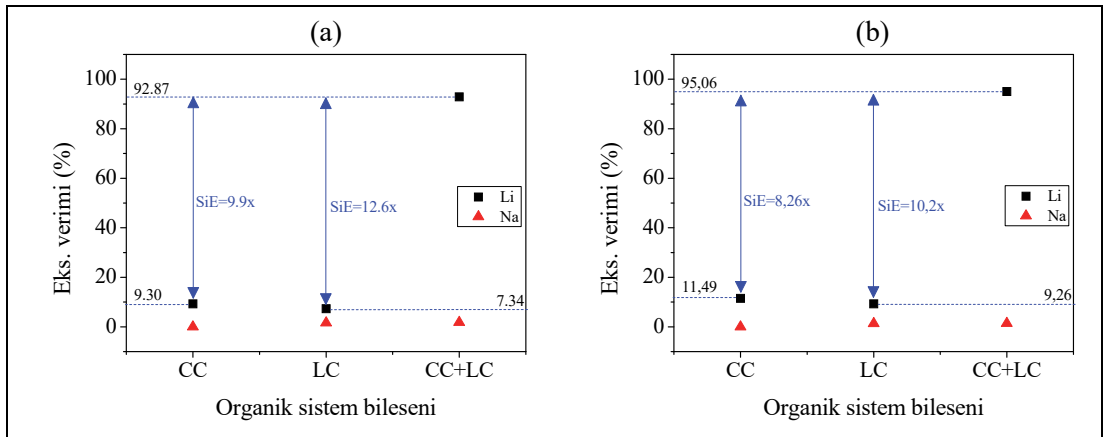 (a)
100
92.87
80
Eks. verimi (%)
60
SiE=9.9x
SiE=12.6x
Li
Na
40
20
9.30
7.34
0
CC
LC
CC+LC
Organik sistem bileseni
(b)
100
95,06
80
Eks. verimi (%)
60
SiE=8,26x
SiE=10,2x
Li
Na
40
20
11,49
9,26
0
CC
LC
CC+LC
Organik sistem bileseni